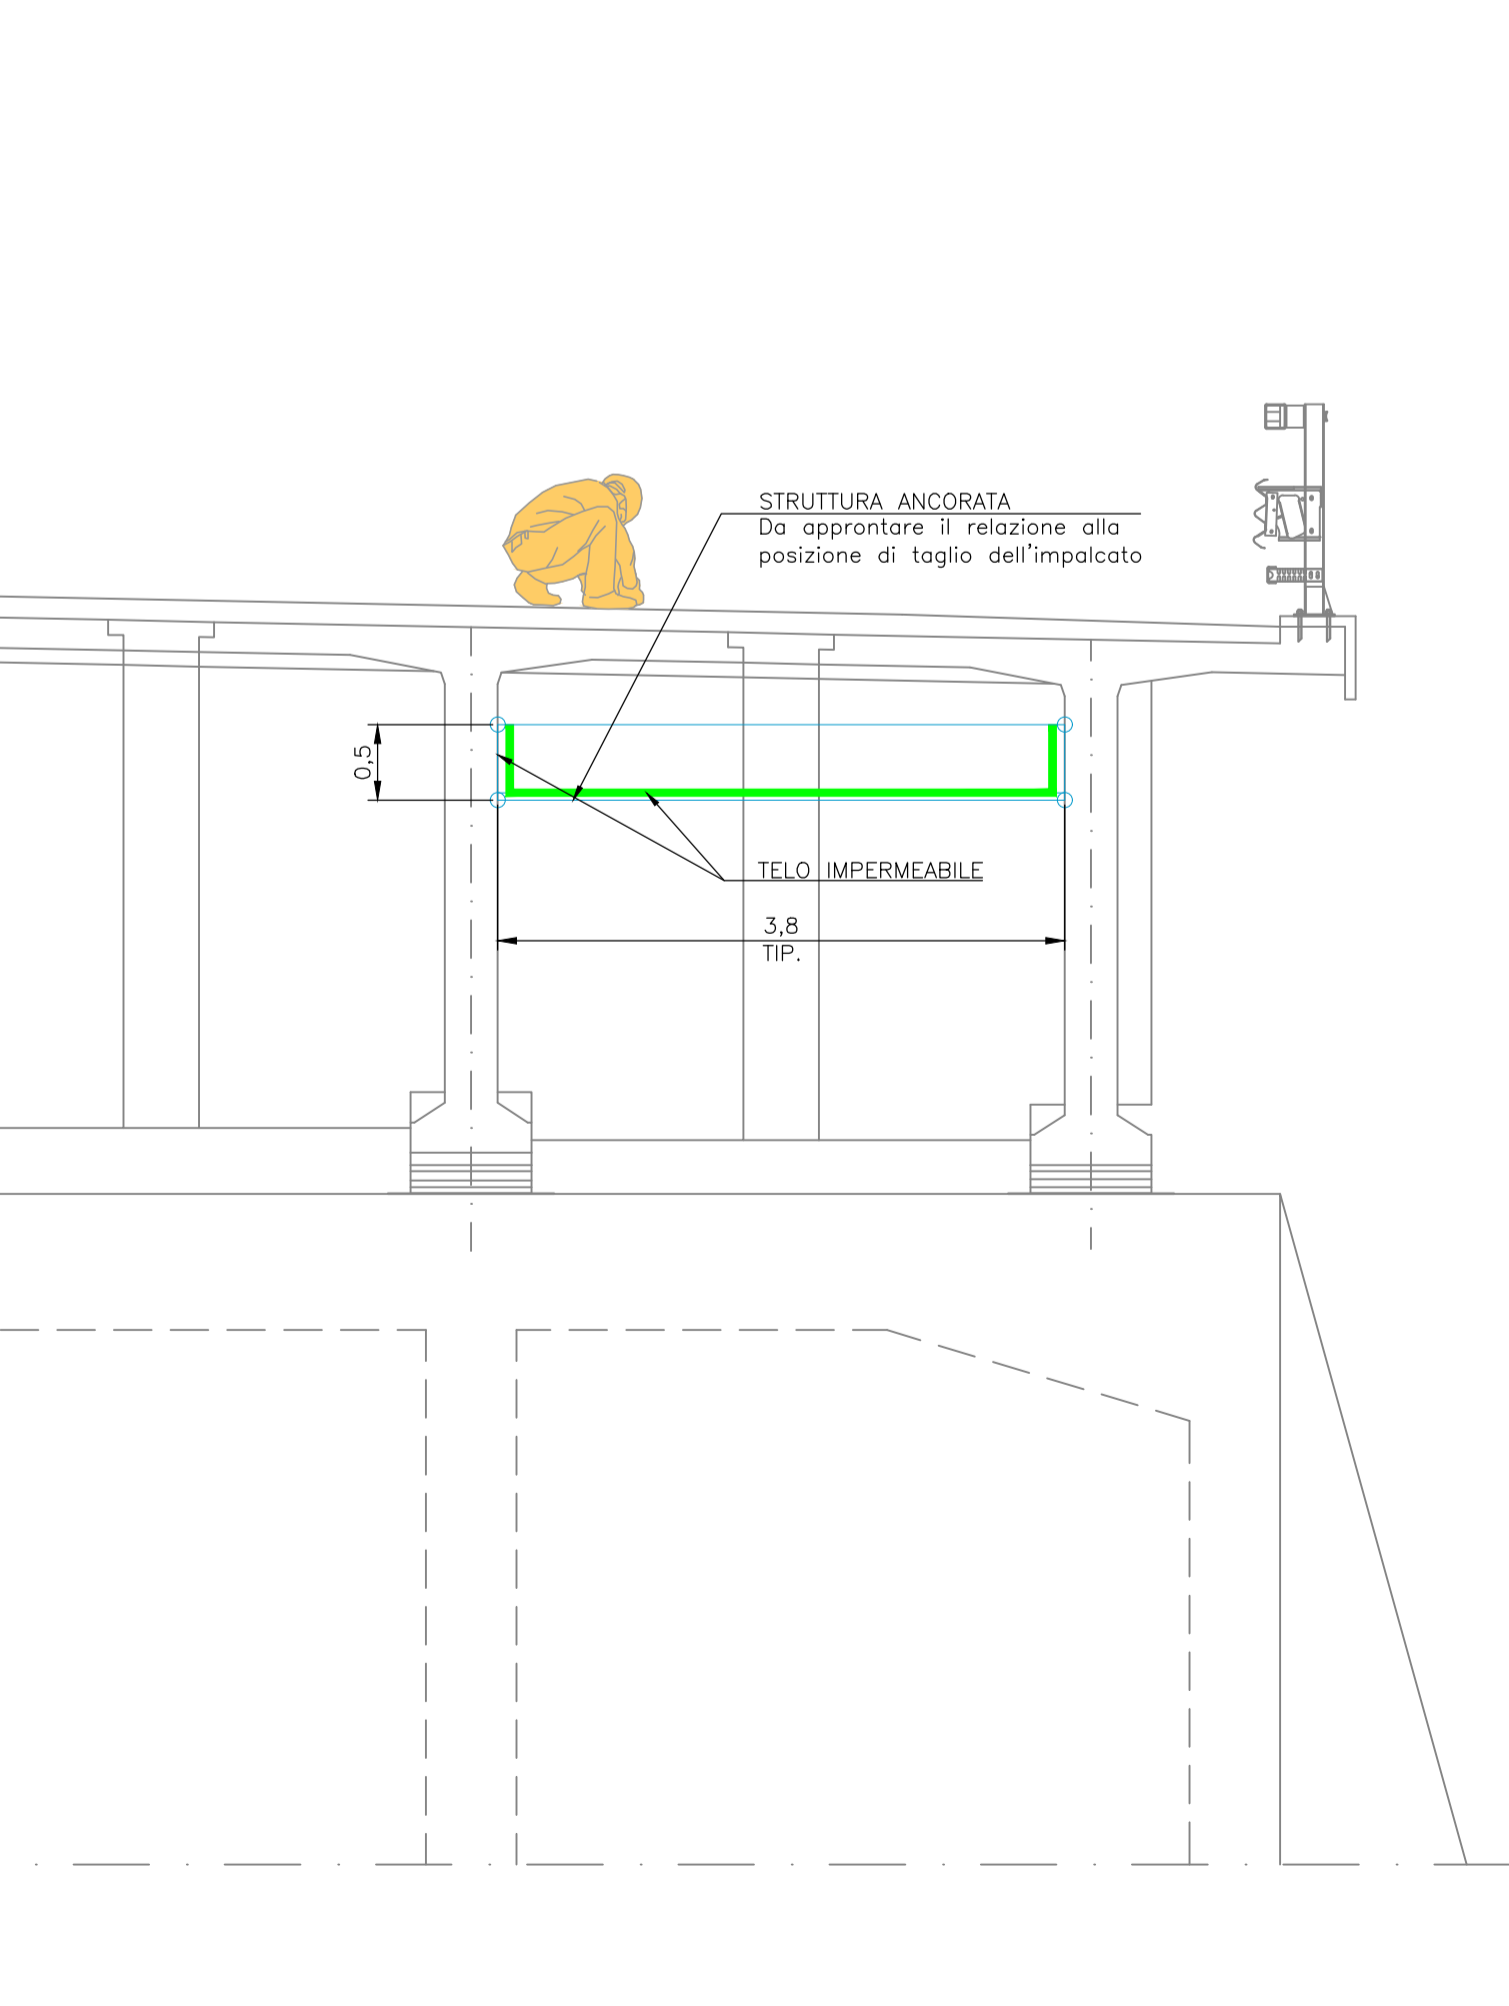 STRUTTURA ANCORATA
Da approntare il relazione alla
posizione di taglio dell'impalcato
0,5
TELO IMPERMEABILE
3,8
TIP.